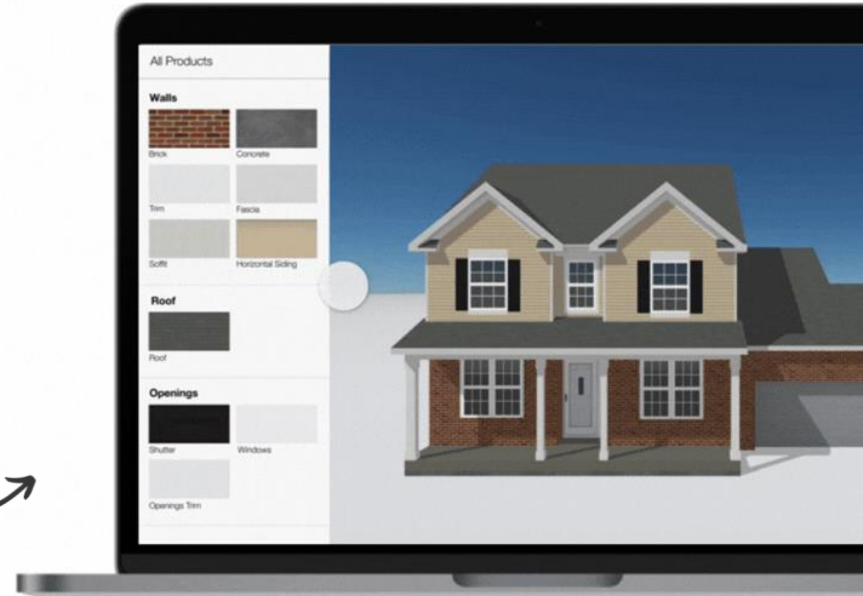 All Products
Walls
Brick
Concrete
Trim
Fascia
Soffit
Horizontal Siding
Roof
Roof
Openings
Shutter
Windows
Openings Trim